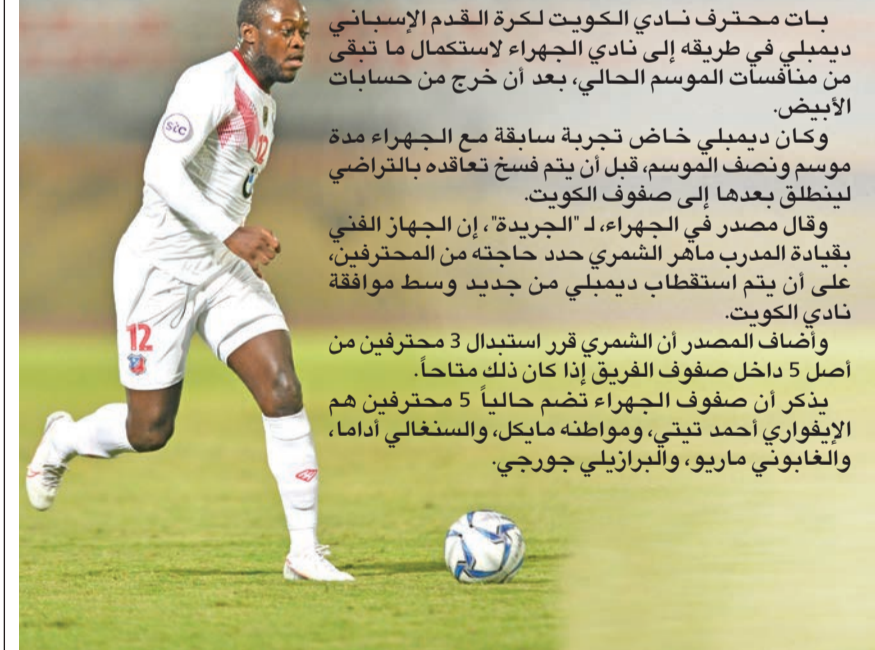 بات محترف نادي الكويت لكرة القدم الإسباني
ديمبلي في طريقه إلى نادي الجهراء لاستكمال ما تبقى
من منافسات الموسم الحالي، بعد أن خرج من حسابات
الأبيض.
وكان ديمبلي خاض تجربة سابقة مع الجهراء مدة
موسم ونصف الموسم، قبل أن يتم فسخ تعاقده بالتراضي
لينطلق بعدها إلى صفوف الكويت.
وقال مصدر في الجهراء، لـ "الجريدة"، إن الجهاز الفني
بقيادة المدرب ماهر الشمري حدد حاجته من المحترفين،
على أن يتم استقطاب ديمبلي من جديد وسط موافقة
نادي الكويت.
وأضاف المصدر أن الشمري قرر استبدال 3 محترفين من
أصل 5 داخل صفوف الفريق إذا كان ذلك متاحاً.
يذكر أن صفوف الجهراء تضم حالياً 5 محترفين هم
الإيفواري أحمد تيتي، ومواطنه مايكل، والسنغالي أداما،
والغابوني ماريو، والبرازيلي جورجي.
stc
12
12